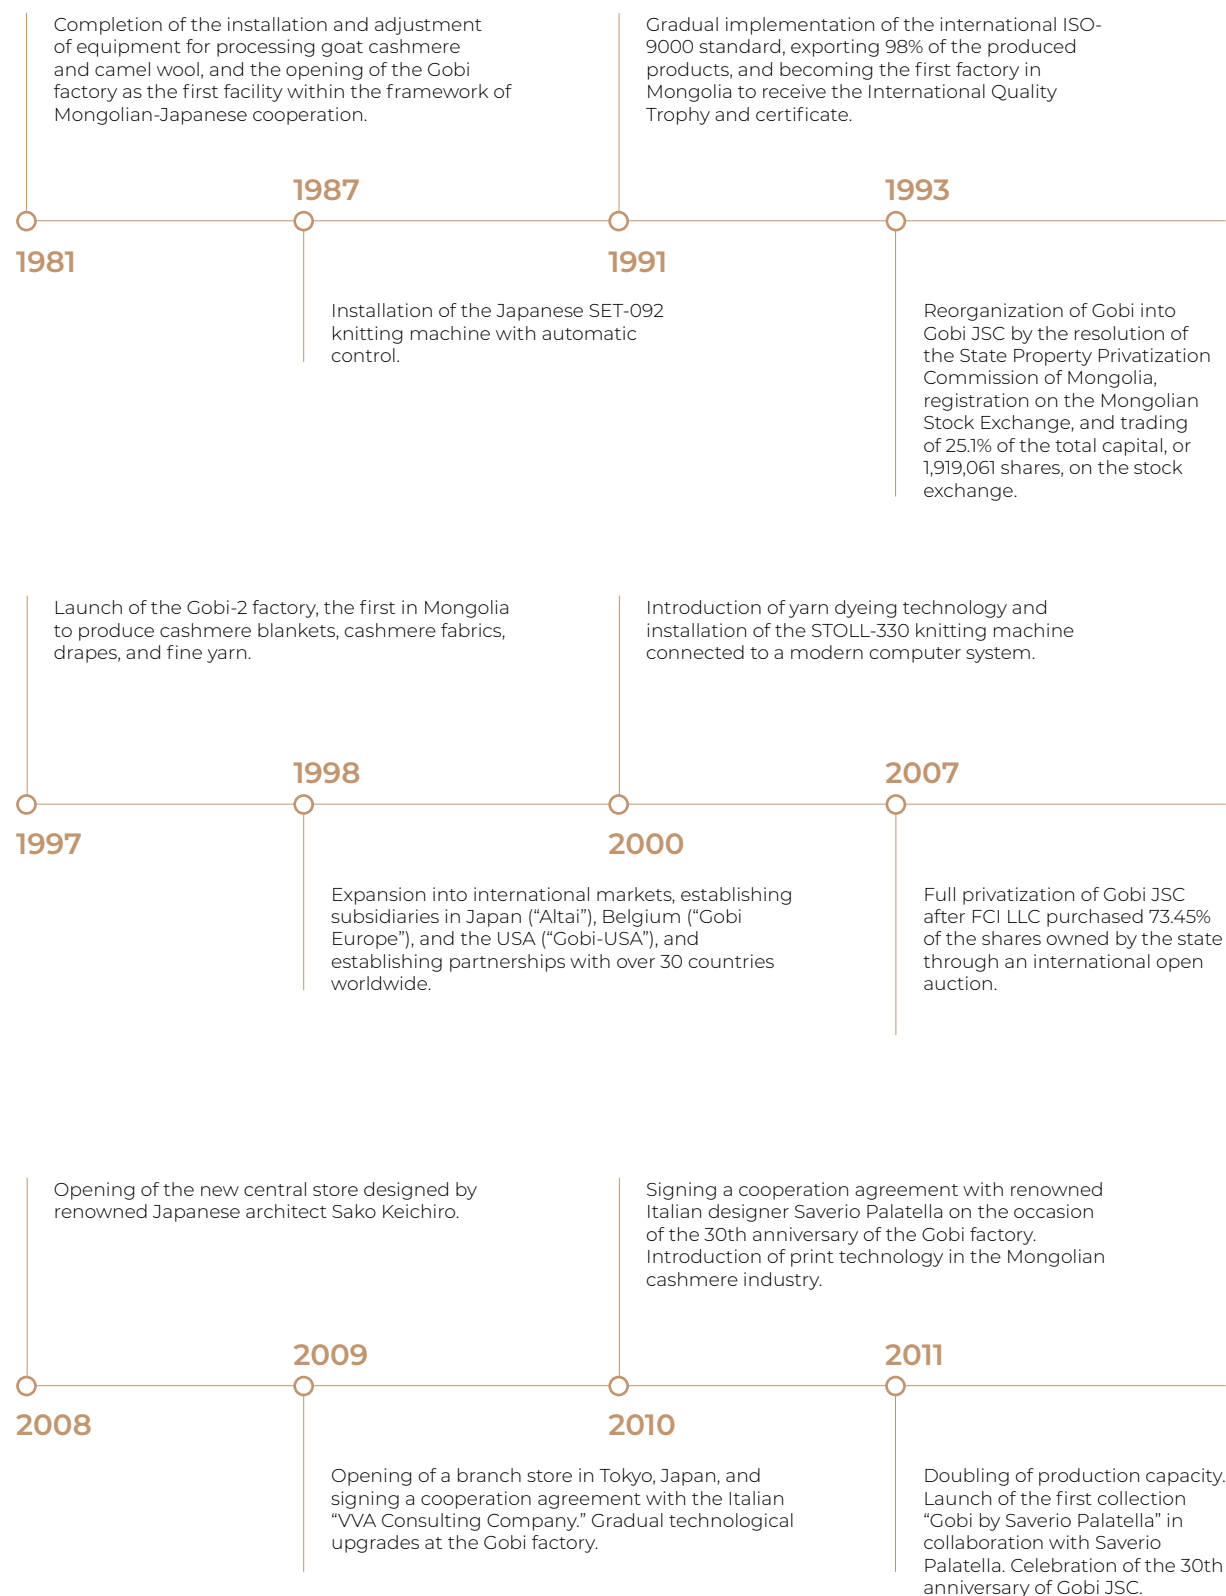 Completion of the installation and adjustment
of equipment for processing goat cashmere
and camel wool, and the opening of the Gobi
factory as the first facility within the framework of
Mongolian-Japanese cooperation.
1981
1987
Installation of the Japanese SET-092
knitting machine with automatic
control.
Gradual implementation of the international ISO-
9000 standard, exporting 98% of the produced
products, and becoming the first factory in
Mongolia to receive the International Quality
Trophy and certificate.
1991
1993
Reorganization of Gobi into
Gobi JSC by the resolution of
the State Property Privatization
Commission of Mongolia,
registration on the Mongolian
Stock Exchange, and trading
of 25.1% of the total capital, or
1,919,061 shares, on the stock
exchange.
Launch of the Gobi-2 factory, the first in Mongolia
to produce cashmere blankets, cashmere fabrics,
drapes, and fine yarn.
1997
1998
Expansion into international markets, establishing
subsidiaries in Japan (“Altai”), Belgium (“Gobi
Europe”), and the USA (“Gobi-USA”), and
establishing partnerships with over 30 countries
worldwide.
Introduction of yarn dyeing technology and
installation of the STOLL-330 knitting machine
connected to a modern computer system.
2000
2007
Full privatization of Gobi JSC
after FCI LLC purchased 73.45%
of the shares owned by the state
through an international open
auction.
Opening of the new central store designed by
renowned Japanese architect Sako Keichiro.
2008
2009
Opening of a branch store in Tokyo, Japan, and
signing a cooperation agreement with the Italian
“VVA Consulting Company.” Gradual technological
upgrades at the Gobi factory.
Signing a cooperation agreement with renowned
Italian designer Saverio Palatella on the occasion
of the 30th anniversary of the Gobi factory.
Introduction of print technology in the Mongolian
cashmere industry.
2010
2011
Doubling of production capacity.
Launch of the first collection
“Gobi by Saverio Palatella” in
collaboration with Saverio
Palatella. Celebration of the 30th
anniversary of Gobi JSC.